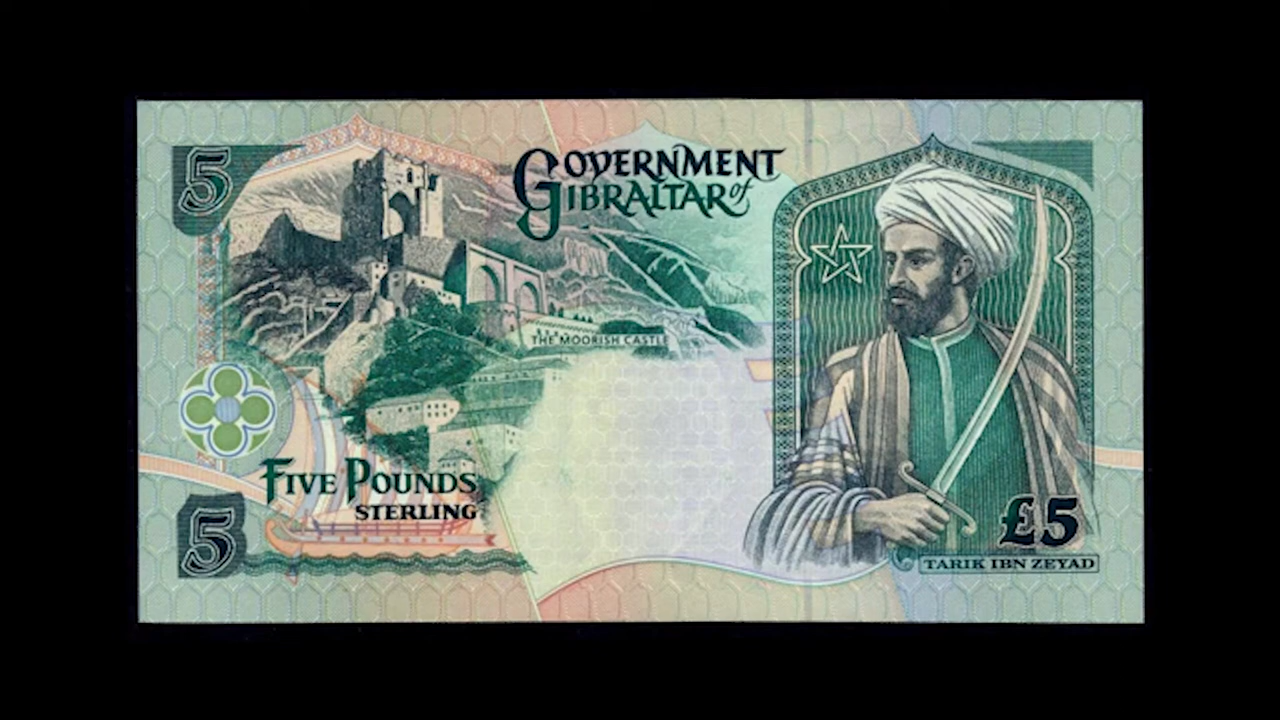 5
GOVERNMENT
of GIBRALTAR
THE MOORISH CASTLE
FIVE POUNDS
STERLING
5
£5
TARIK IBN ZEYAD